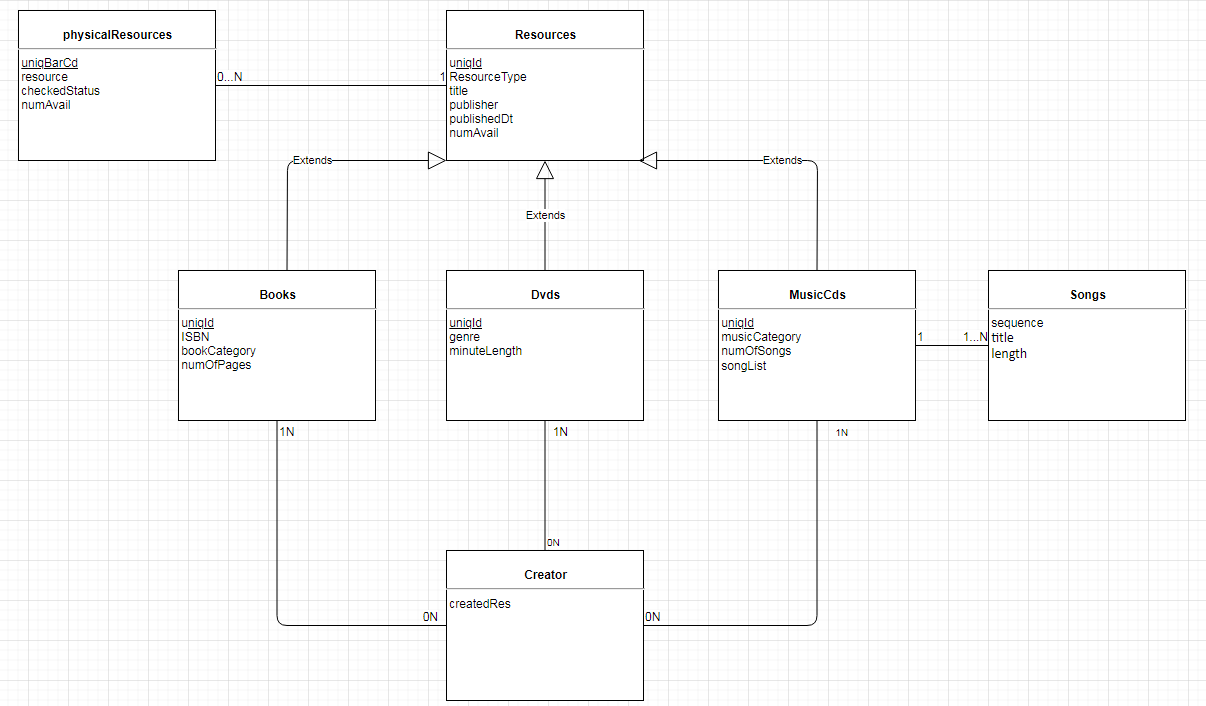 physicalResources
uniqBarCd
resource
checkedStatus
numAvail
0...N
1
Resources
uniqId
ResourceType
title
publisher
publishedDt
numAvail
Extends
Extends
Extends
Books
uniqId
ISBN
bookCategory
numOfPages
Dvds
uniqId
genre
minuteLength
MusicCds
uniqId
musicCategory
numOfSongs
songList
1
1...N
Songs
sequence
title
length
1N
1N
1N
0N
0N
0N
Creator
createdRes